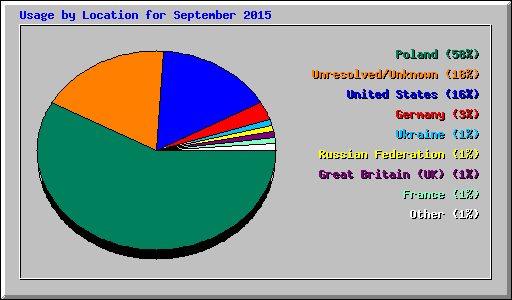 Usage by Location for September 2015
Poland (58%)
Unresolved/Unknown (18%)
United States (16%)
Germany (3%)
Ukraine (1%)
Russian Federation (1%)
Great Britain (UK) (1%)
France (1%)
Other (1%)